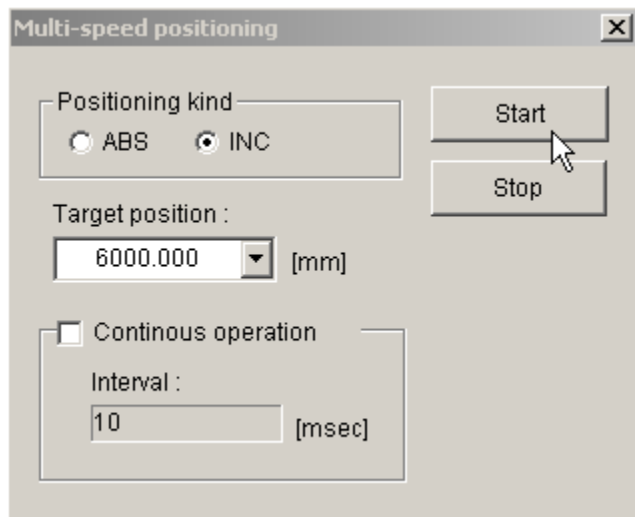 Multi-speed positioning
Positioning kind
ABS INC
Start
Stop
Target position :
6000.000 [mm]
Continous operation
Interval :
10 [msec]